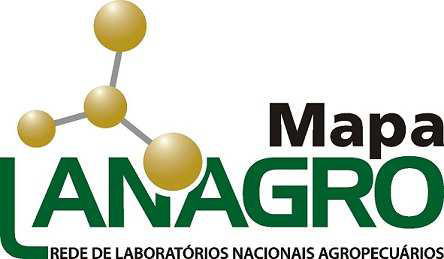 Mapa
LANAGRO
REDE DE LABORATÓRIOS NACIONAIS AGROPECUÁRIOS